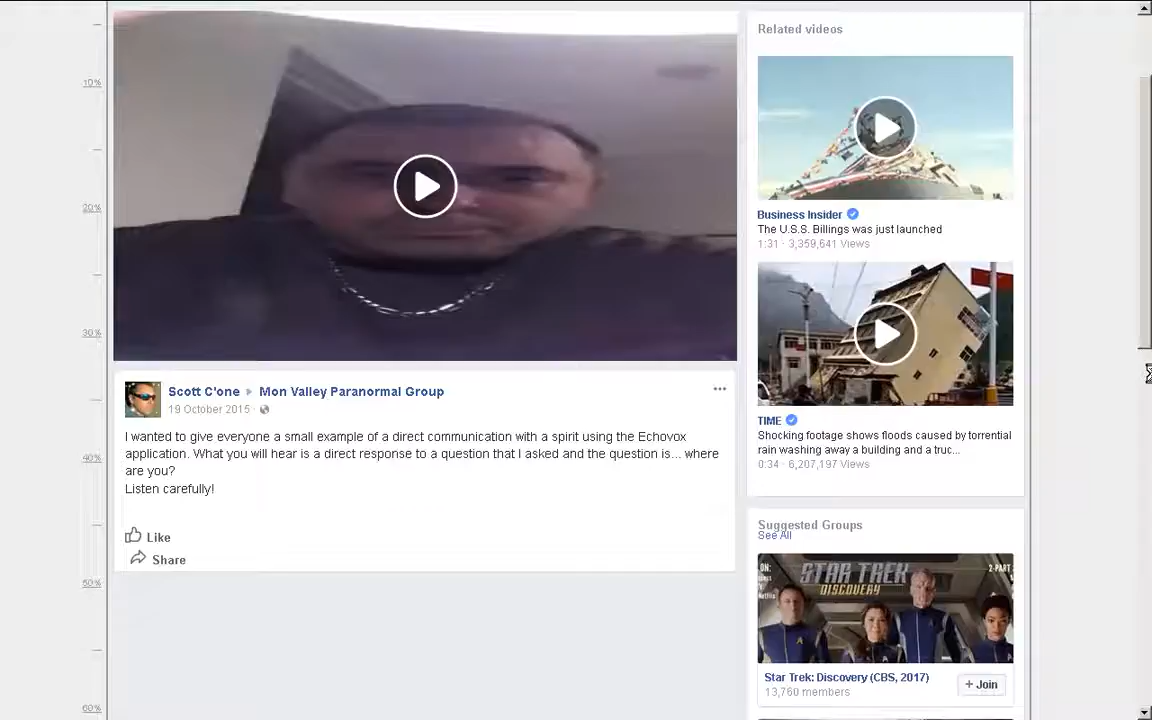 10%
20%
30%
40%
50%
60%
Scott C'one ▸ Mon Valley Paranormal Group
19 October 2015 ·
I wanted to give everyone a small example of a direct communication with a spirit using the Echovox
application. What you will hear is a direct response to a question that I asked and the question is... where
are you?
Listen carefully!
Like
Share
Related videos
Business Insider
The U.S.S. Billings was just launched
1:31 · 3,359,641 Views
TIME
Shocking footage shows floods caused by torrential
rain washing away a building and a truc...
0:34 · 6,207,197 Views
Suggested Groups
See All
ON:
2-PART
STAR TREK
DISCOVERY
Star Trek: Discovery (CBS, 2017)
+ Join
13,760 members